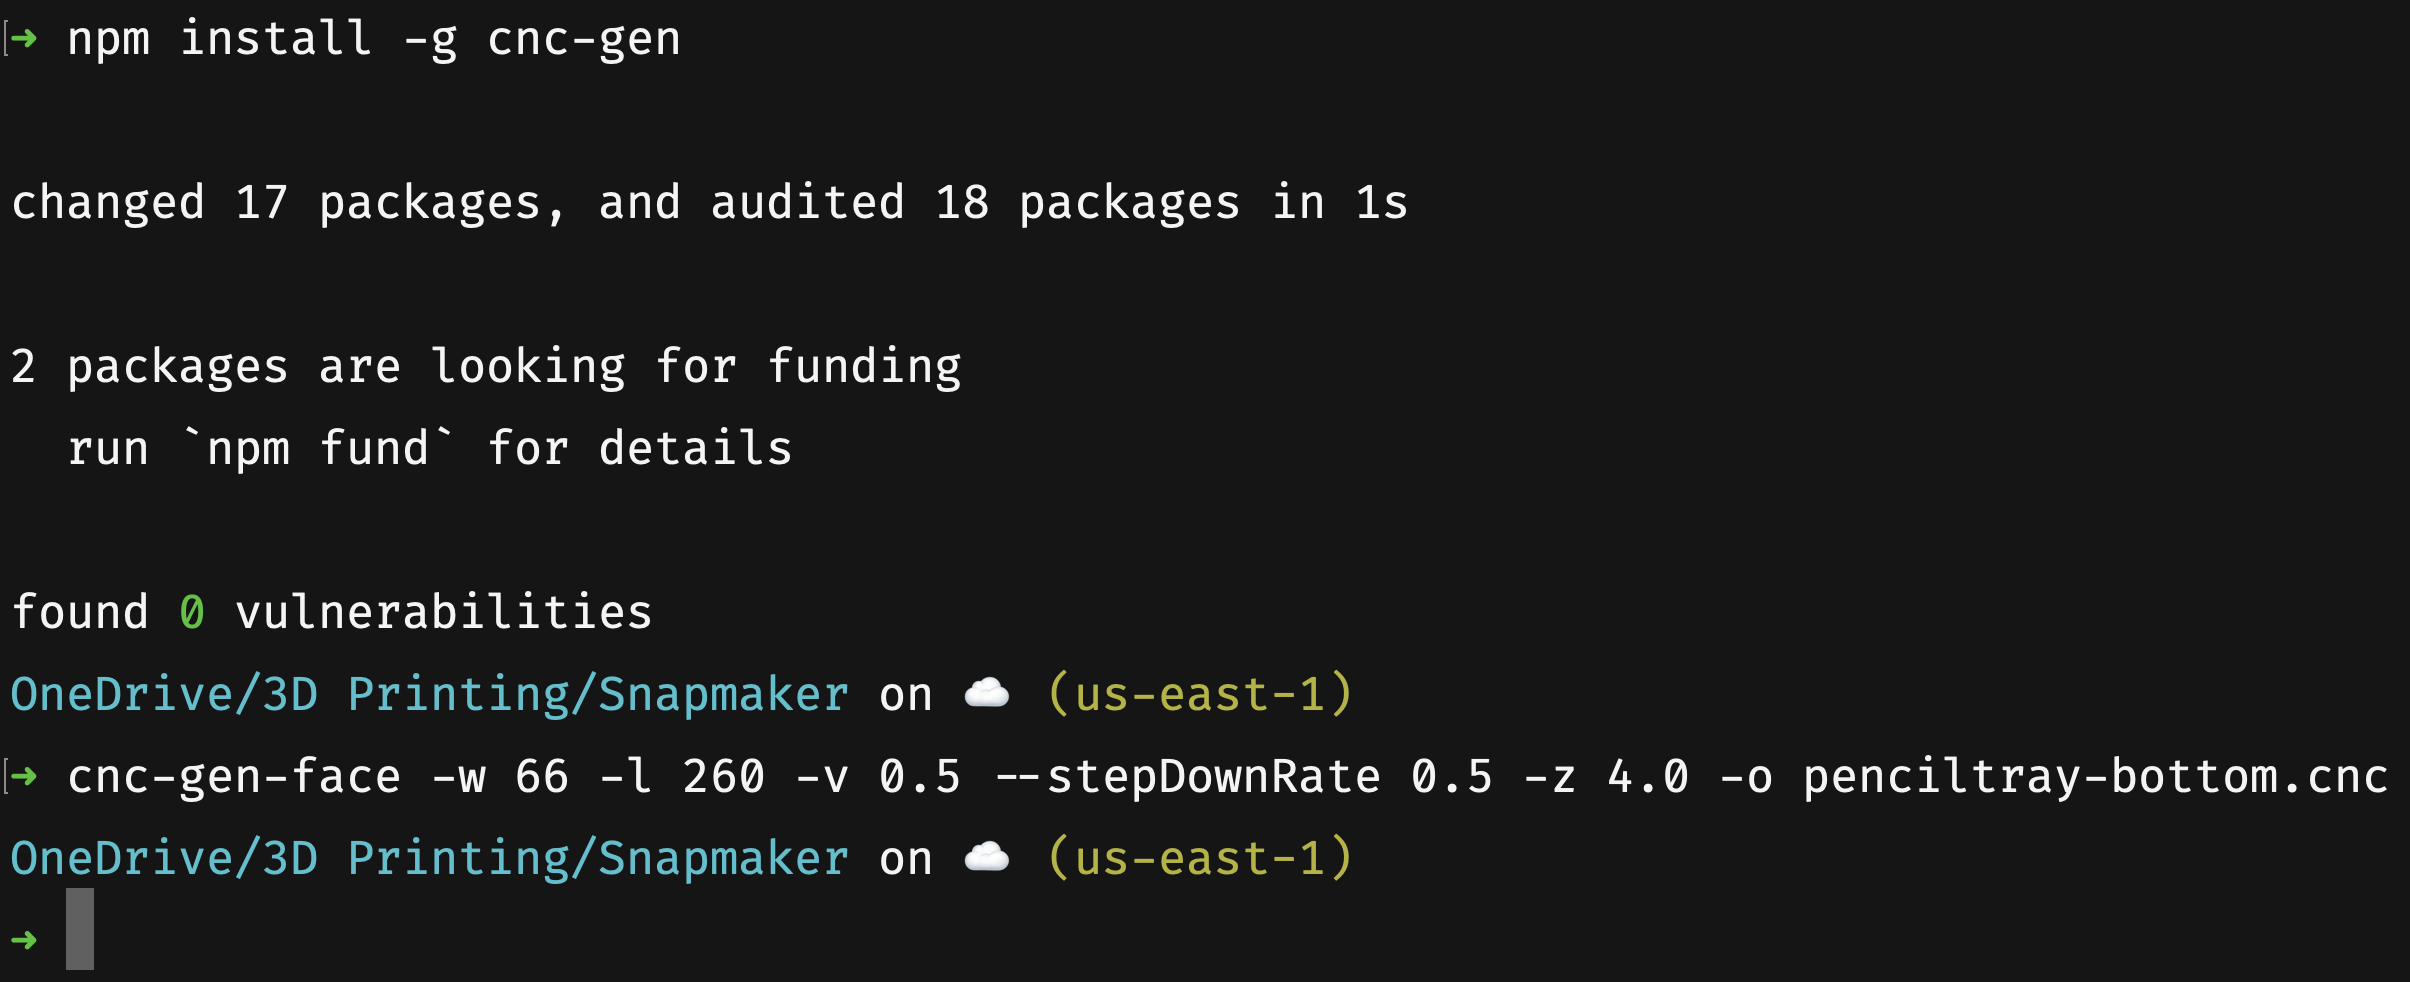 ➜ npm install -g cnc-gen
changed 17 packages, and audited 18 packages in 1s
2 packages are looking for funding
  run `npm fund` for details
found 0 vulnerabilities
OneDrive/3D Printing/Snapmaker on ☁️ (us-east-1)
➜ cnc-gen-face -w 66 -l 260 -v 0.5 --stepDownRate 0.5 -z 4.0 -o penciltray-bottom.cnc
OneDrive/3D Printing/Snapmaker on ☁️ (us-east-1)
➜